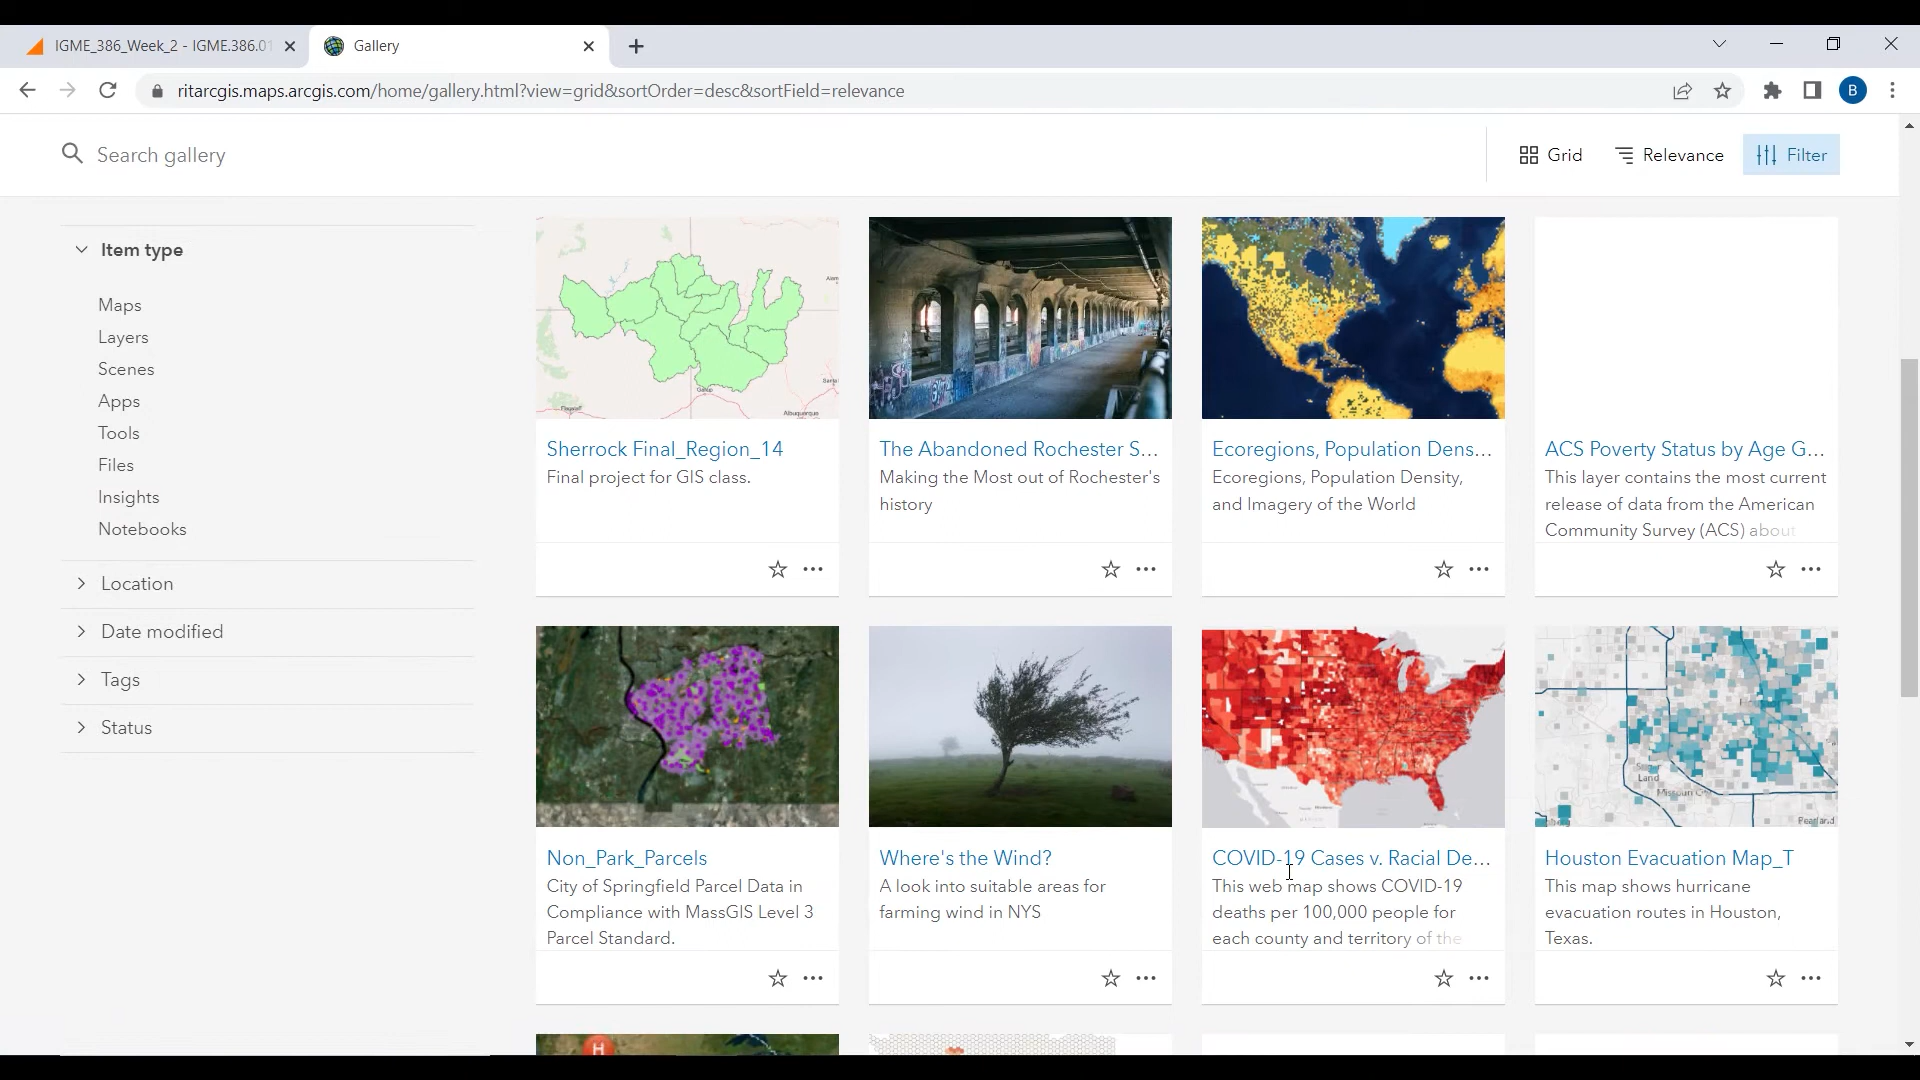 IGME_386_Week_2 - IGME.386.01
Gallery
ritarcgis.maps.arcgis.com/home/gallery.html?view=grid&sortOrder=desc&sortField=relevance
B
Search gallery
Grid
Relevance
Filter
Item type
Maps
Layers
Scenes
Apps
Tools
Files
Insights
Notebooks
Location
Date modified
Tags
Status
Gallup
Albuquerque
Sherrock Final_Region_14
Final project for GIS class.
The Abandoned Rochester S...
Making the Most out of Rochester's
history
Ecoregions, Population Dens...
Ecoregions, Population Density,
and Imagery of the World
ACS Poverty Status by Age G...
This layer contains the most current
release of data from the American
Community Survey (ACS) about
Sugar
Land
Missouri City
Pearland
Non_Park_Parcels
City of Springfield Parcel Data in
Compliance with MassGIS Level 3
Parcel Standard.
Where's the Wind?
A look into suitable areas for
farming wind in NYS
COVID-19 Cases v. Racial De...
This web map shows COVID-19
deaths per 100,000 people for
each county and territory of the
Houston Evacuation Map_T
This map shows hurricane
evacuation routes in Houston,
Texas.
H